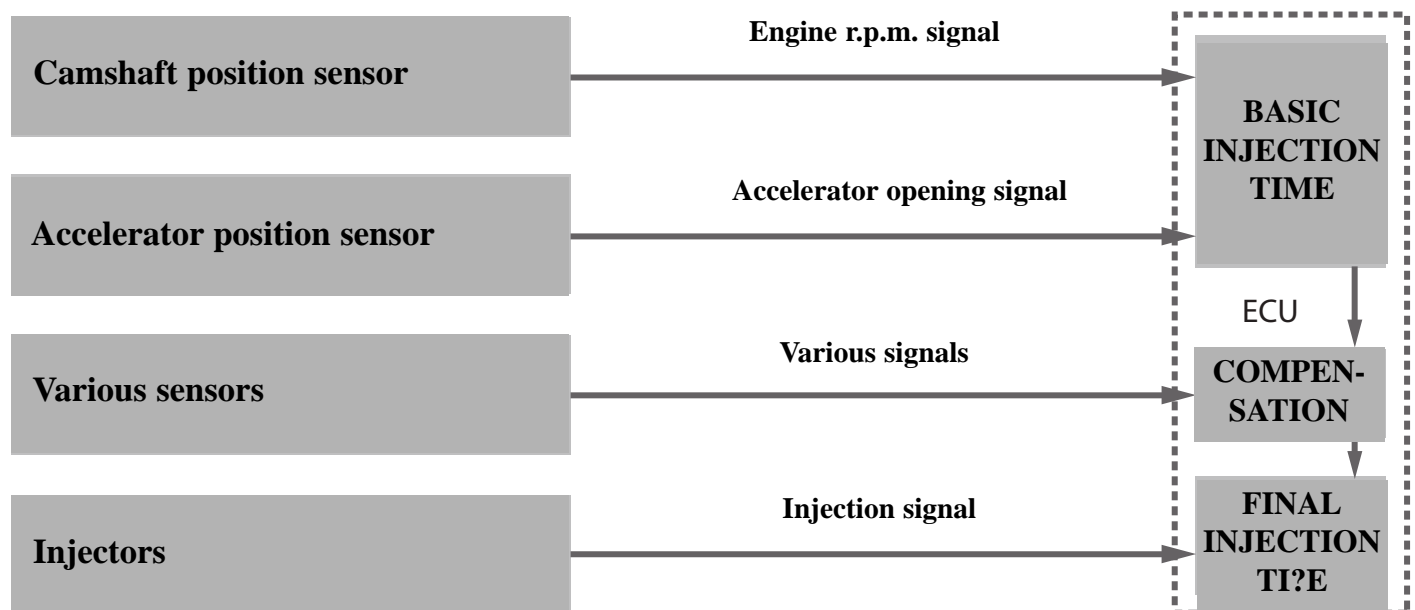 Engine r.p.m. signal
Camshaft position sensor
BASIC
INJECTION
TIME
Accelerator opening signal
Accelerator position sensor
ECU
Various signals
Various sensors
COMPEN-
SATION
Injection signal
Injectors
FINAL
INJECTION
TI?E